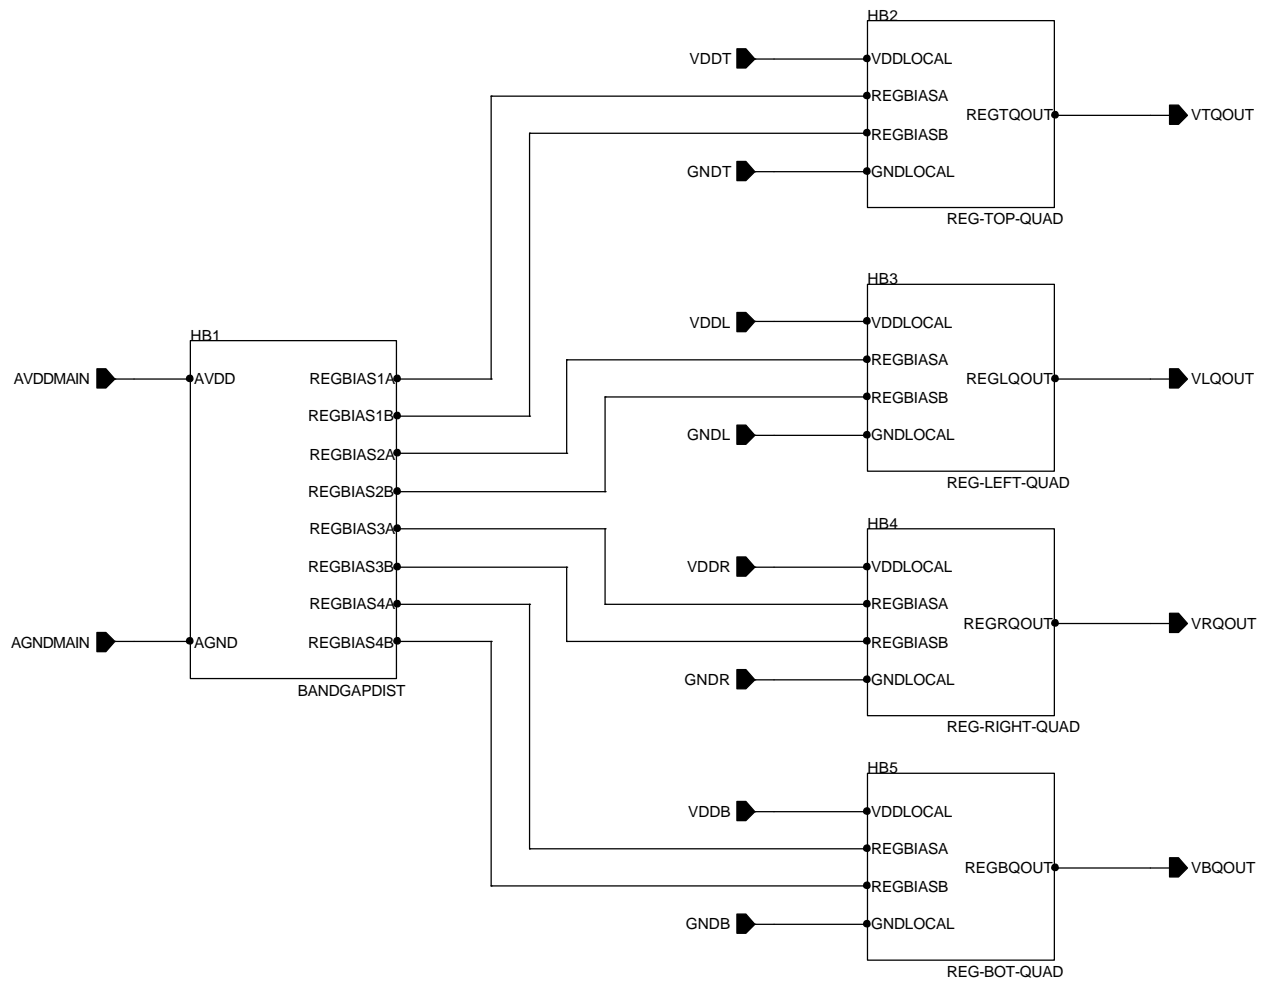 HB2
VDDT
VDDLOCAL
REGBIASA
REGTQOUT
VTQOUT
REGBIASB
GNDT
GNDLOCAL
REG-TOP-QUAD
HB3
VDDL
VDDLOCAL
REGBIASA
REGLQOUT
VLQOUT
REGBIASB
GNDL
GNDLOCAL
REG-LEFT-QUAD
HB1
AVDDMAIN
AVDD
REGBIAS1A
REGBIAS1B
REGBIAS2A
REGBIAS2B
REGBIAS3A
REGBIAS3B
REGBIAS4A
AGNDMAIN
AGND
REGBIAS4B
BANDGAPDIST
HB4
VDDR
VDDLOCAL
REGBIASA
REGRQOUT
VRQOUT
REGBIASB
GNDR
GNDLOCAL
REG-RIGHT-QUAD
HB5
VDDB
VDDLOCAL
REGBIASA
REGBQOUT
VBQOUT
REGBIASB
GNDB
GNDLOCAL
REG-BOT-QUAD